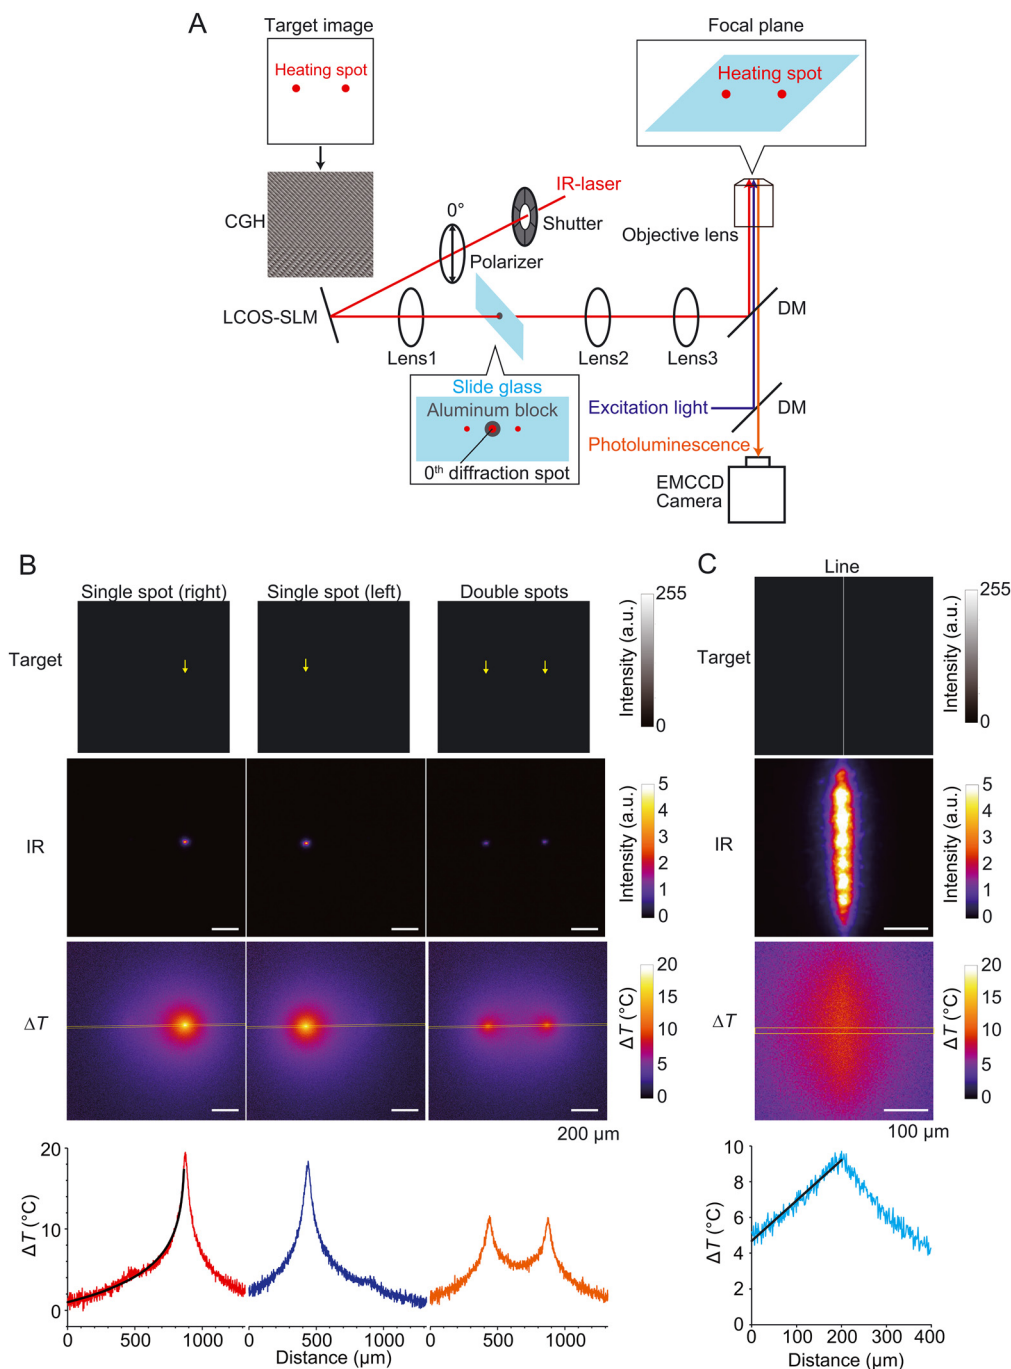 A
Target image
Heating spot
CGH
LCOS-SLM
0°
IR-laser
Shutter
Polarizer
Lens1
Lens2
Lens3
Slide glass
Aluminum block
0th diffraction spot
Focal plane
Heating spot
Objective lens
DM
Excitation light
DM
Photoluminescence
EMCCD
Camera
B
Single spot (right)
Single spot (left)
Double spots
Target
255
Intensity (a.u.)
0
IR
5
4
3
2
1
0
Intensity (a.u.)
ΔT
20
15
10
5
0
ΔT (°C)
200 μm
20
10
0
ΔT (°C)
0 500 1000
0 500 1000
0 500 1000
Distance (μm)
C
Line
Target
255
Intensity (a.u.)
0
IR
5
4
3
2
1
0
Intensity (a.u.)
ΔT
20
15
10
5
0
ΔT (°C)
100 μm
10
8
6
4
2
0
ΔT (°C)
0 100 200 300 400
Distance (μm)